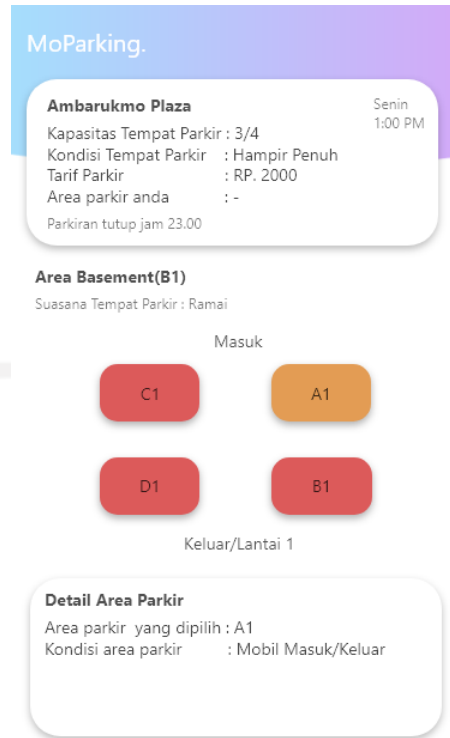 MoParking.
Ambarukmo Plaza
Senin
1:00 PM
Kapasitas Tempat Parkir : 3/4
Kondisi Tempat Parkir : Hampir Penuh
Tarif Parkir : RP. 2000
Area parkir anda : -
Parkiran tutup jam 23.00
Area Basement(B1)
Suasana Tempat Parkir : Ramai
Masuk
C1 A1
D1 B1
Keluar/Lantai 1
Detail Area Parkir
Area parkir yang dipilih : A1
Kondisi area parkir : Mobil Masuk/Keluar